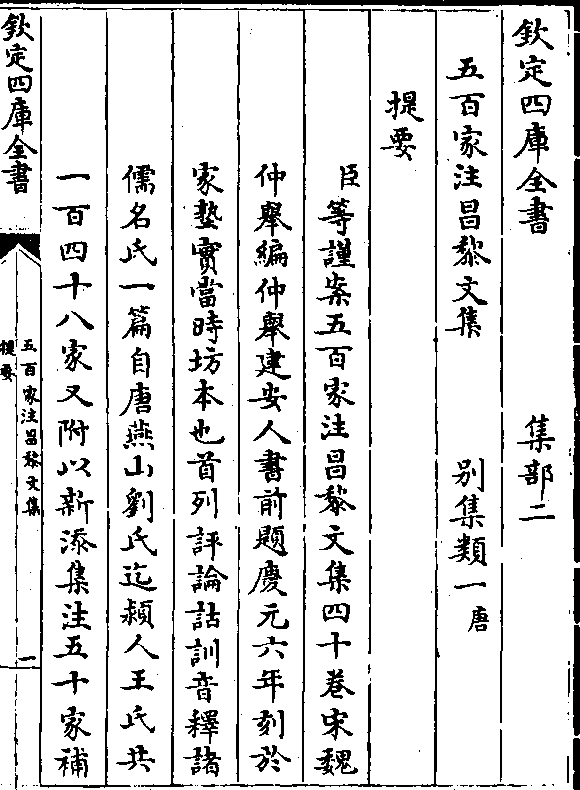 欽定四庫全書　集部二
五百家注昌黎文集　别集類一唐
提要
臣等謹案五百家注昌黎文集四十巻宋魏
仲舉編仲舉建安人書前題慶元六年刻於
家塾實當時坊本也首列評論詁訓音釋諸
儒名氏一篇自唐燕山劉氏迄潁人王氏共
一百四十八家又附以新添集注五十家補
欽定四庫全書
五百家注昌黎文集
提要
一